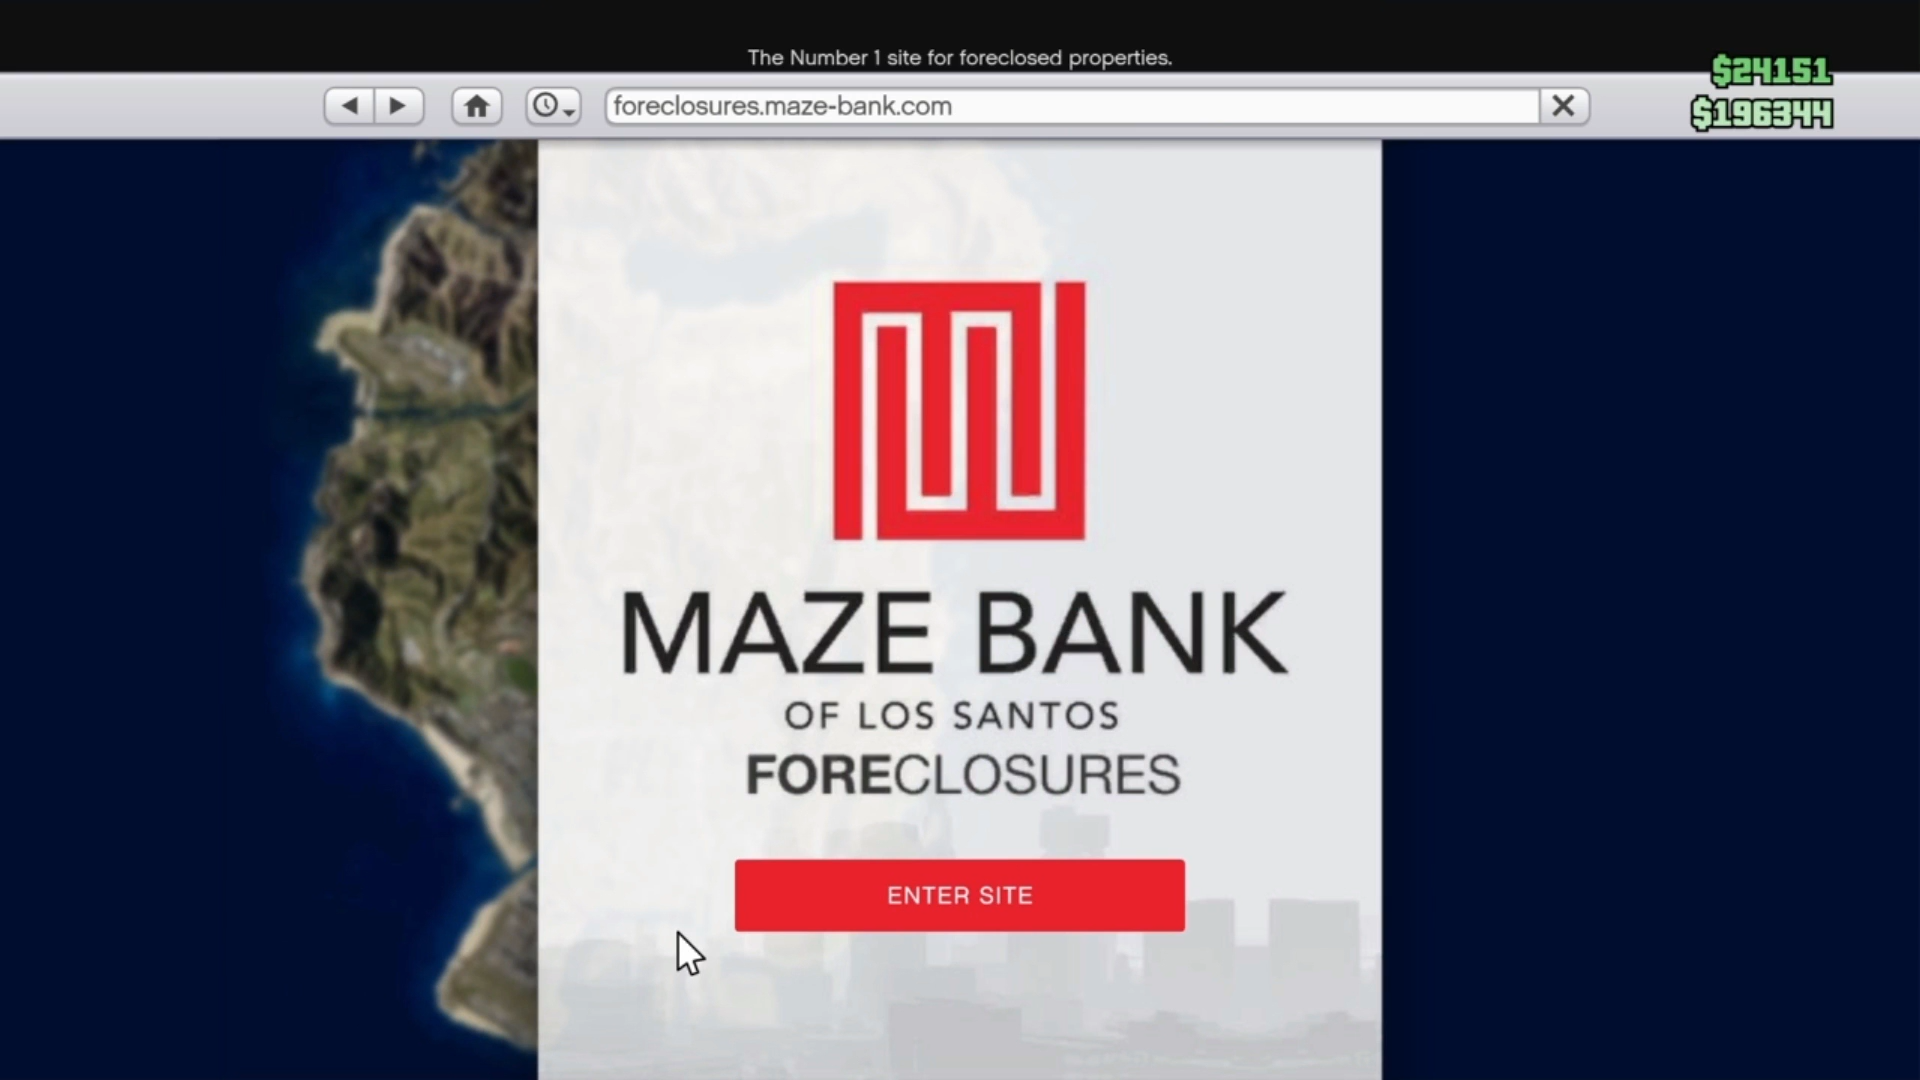 The Number 1 site for foreclosed properties.
$24151
foreclosures.maze-bank.com
$196344
MAZE BANK
OF LOS SANTOS
FORECLOSURES
ENTER SITE